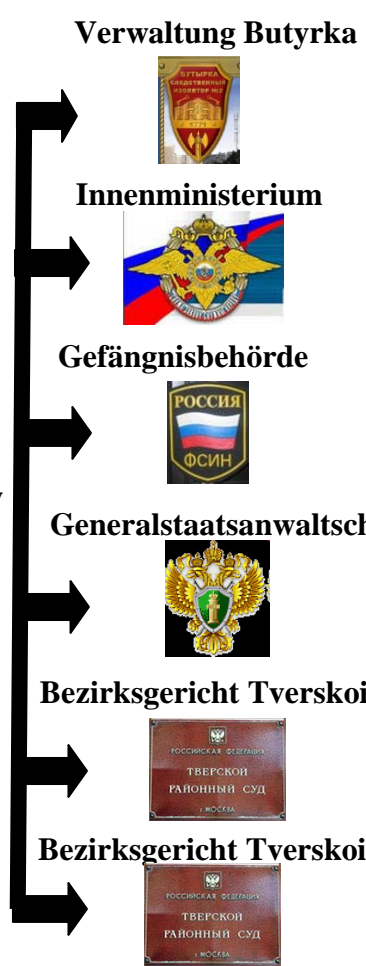 Verwaltung Butyrka
БУТЫРКА
СЛЕДСТВЕННЫЙ
ИЗОЛЯТОР №2
Innenministerium
Gefängnisbehörde
РОССИЯ
ФСИН
Generalstaatsanwaltsch
Bezirksgericht Tverskoi
РОССИЙСКАЯ ФЕДЕРАЦИЯ
ТВЕРСКОЙ
РАЙОННЫЙ СУД
г. МОСКВА
Bezirksgericht Tverskoi
РОССИЙСКАЯ ФЕДЕРАЦИЯ
ТВЕРСКОЙ
РАЙОННЫЙ СУД
г. МОСКВА